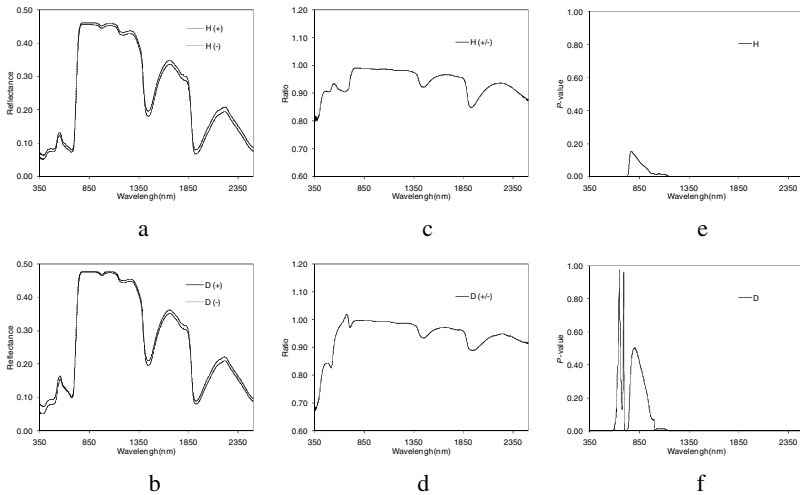 0.50
0.40
0.30
0.20
0.10
0.00
Reflectance
H (+)
H (-)
350 850 1350 1850 2350
Wavelengh(nm)
a
1.20
1.10
1.00
0.90
0.80
0.70
0.60
Ratio
H (+/-)
350 850 1350 1850 2350
Wavelengh(nm)
c
1.00
0.80
0.60
0.40
0.20
0.00
P-value
H
350 850 1350 1850 2350
Wavelengh(nm)
e
0.50
0.40
0.30
0.20
0.10
0.00
Reflectance
D (+)
D (-)
350 850 1350 1850 2350
Wavelengh(nm)
b
1.20
1.10
1.00
0.90
0.80
0.70
0.60
Ratio
D (+/-)
350 850 1350 1850 2350
Wavelengh(nm)
d
1.00
0.80
0.60
0.40
0.20
0.00
P-value
D
350 850 1350 1850 2350
Wavelengh(nm)
f